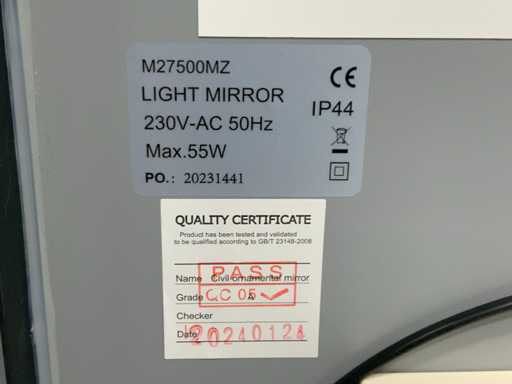 M27500MZ
CE
LIGHT MIRROR
IP44
230V-AC 50Hz
Max.55W
PO.: 20231441
QUALITY CERTIFICATE
Product has been tested and validated
to be qualified according to GB/T 23148-2008
PASS
Name Civil ornamental mirror
Grade A
QC 05
Checker
Date 20240124